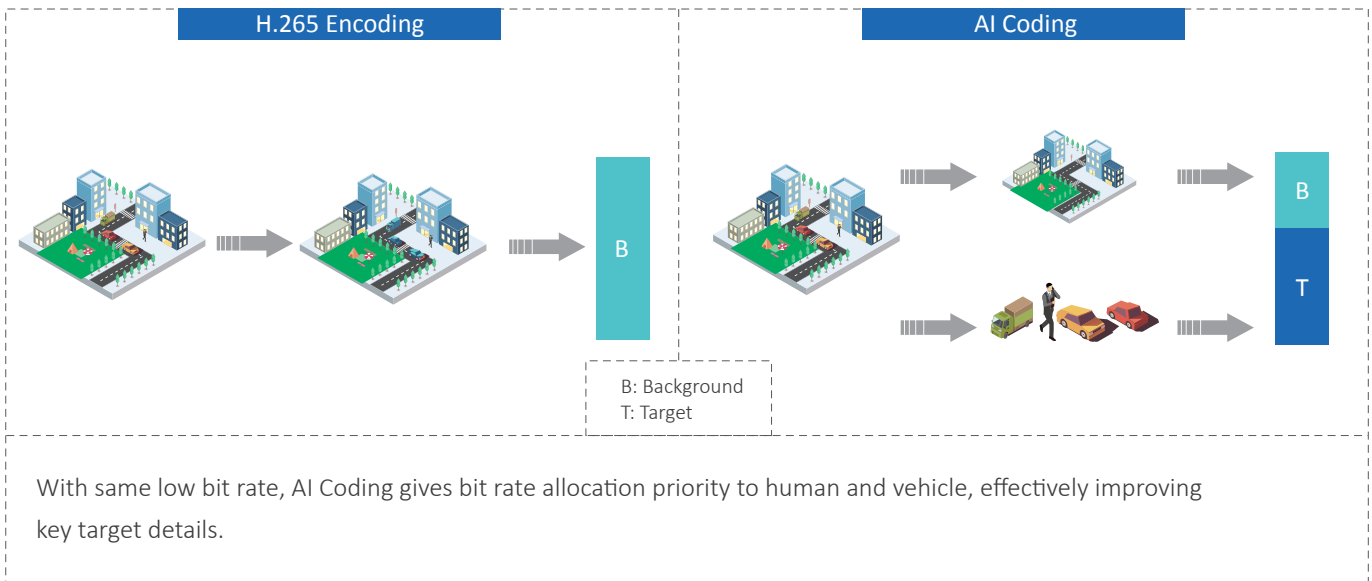 H.265 Encoding
AI Coding
B
B
T
B: Background
T: Target
With same low bit rate, AI Coding gives bit rate allocation priority to human and vehicle, effectively improving
key target details.